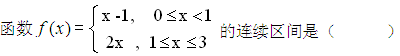 函数 f(x) = { x -1,  0 ≤ x < 1
2x , 1 ≤ x ≤ 3 的连续区间是（  ）